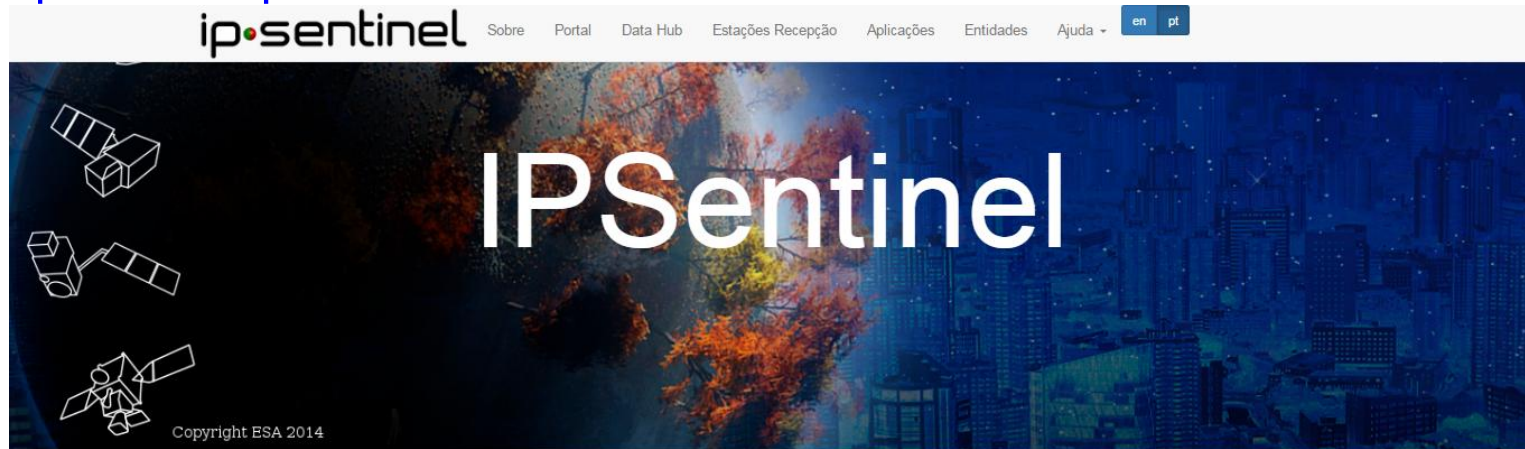 ip sentinel Sobre Portal Data Hub Estações Recepção Aplicações Entidades Ajuda en pt
IPSentinel
Copyright ESA 2014